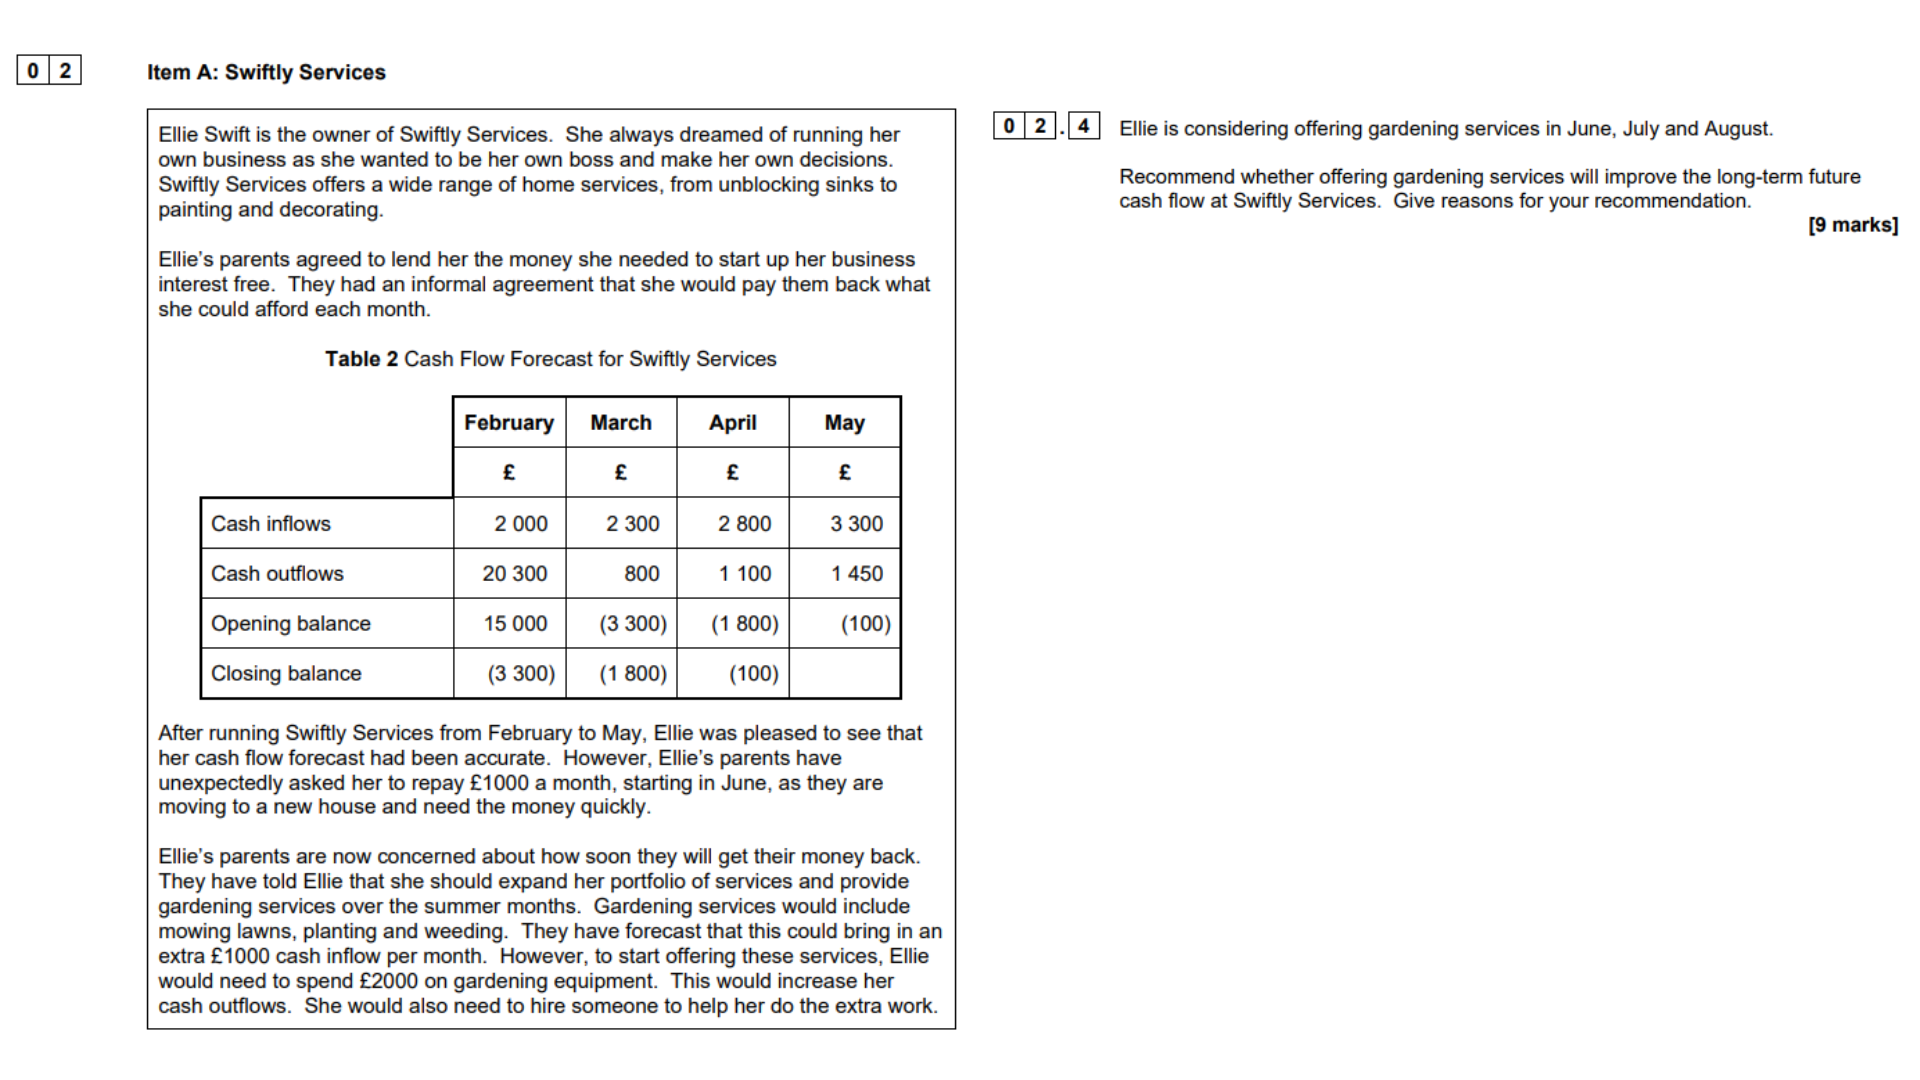 0 2
Item A: Swiftly Services
Ellie Swift is the owner of Swiftly Services. She always dreamed of running her
own business as she wanted to be her own boss and make her own decisions.
Swiftly Services offers a wide range of home services, from unblocking sinks to
painting and decorating.
Ellie's parents agreed to lend her the money she needed to start up her business
interest free. They had an informal agreement that she would pay them back what
she could afford each month.
Table 2 Cash Flow Forecast for Swiftly Services
February March April May
£ £ £ £
Cash inflows 2 000 2 300 2 800 3 300
Cash outflows 20 300 800 1 100 1 450
Opening balance 15 000 (3 300) (1 800) (100)
Closing balance (3 300) (1 800) (100)
After running Swiftly Services from February to May, Ellie was pleased to see that
her cash flow forecast had been accurate. However, Ellie's parents have
unexpectedly asked her to repay £1000 a month, starting in June, as they are
moving to a new house and need the money quickly.
Ellie's parents are now concerned about how soon they will get their money back.
They have told Ellie that she should expand her portfolio of services and provide
gardening services over the summer months. Gardening services would include
mowing lawns, planting and weeding. They have forecast that this could bring in an
extra £1000 cash inflow per month. However, to start offering these services, Ellie
would need to spend £2000 on gardening equipment. This would increase her
cash outflows. She would also need to hire someone to help her do the extra work.
0 2 . 4
Ellie is considering offering gardening services in June, July and August.
Recommend whether offering gardening services will improve the long-term future
cash flow at Swiftly Services. Give reasons for your recommendation.
[9 marks]